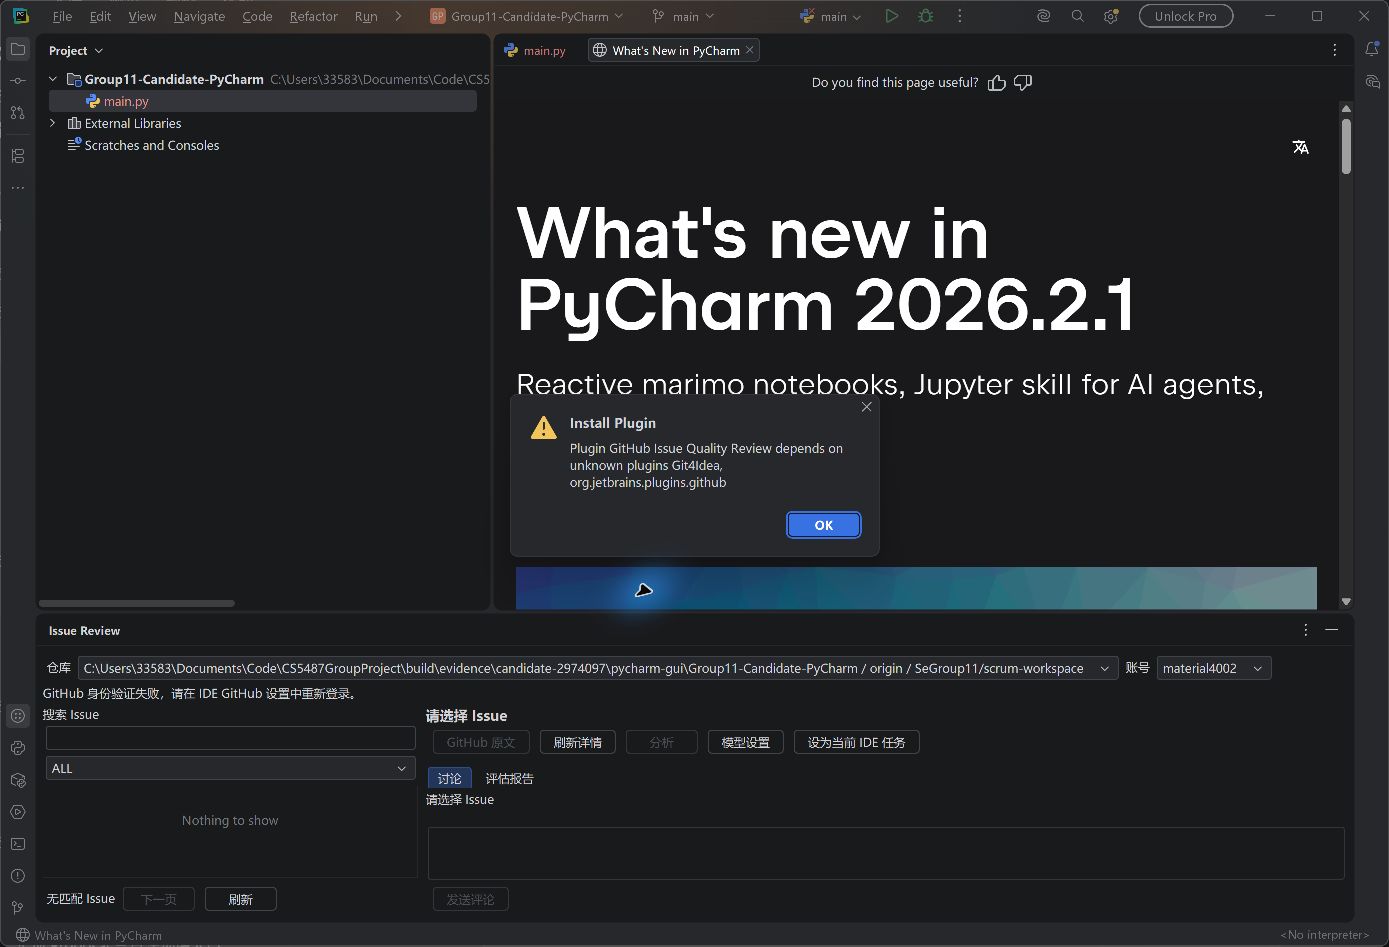 File Edit View Navigate Code Refactor Run GP Group11-Candidate-PyCharm main main Unlock Pro
Project
main.py What's New in PyCharm
Group11-Candidate-PyCharm C:\Users\33583\Documents\Code\CS5
main.py
External Libraries
Scratches and Consoles
Do you find this page useful?
What's new in
PyCharm 2026.2.1
Reactive marimo notebooks, Jupyter skill for AI agents,
Install Plugin
Plugin GitHub Issue Quality Review depends on
unknown plugins Git4Idea,
org.jetbrains.plugins.github
OK
Issue Review
仓库 C:\Users\33583\Documents\Code\CS5487GroupProject\build\evidence\candidate-2974097\pycharm-gui\Group11-Candidate-PyCharm / origin / SeGroup11/scrum-workspace 账号 material4002
GitHub 身份验证失败，请在 IDE GitHub 设置中重新登录。
搜索 Issue
ALL
Nothing to show
无匹配 Issue 下一页 刷新
请选择 Issue
GitHub 原文 刷新详情 分析 模型设置 设为当前 IDE 任务
讨论 评估报告
请选择 Issue
发送评论
What's New in PyCharm <No interpreter>